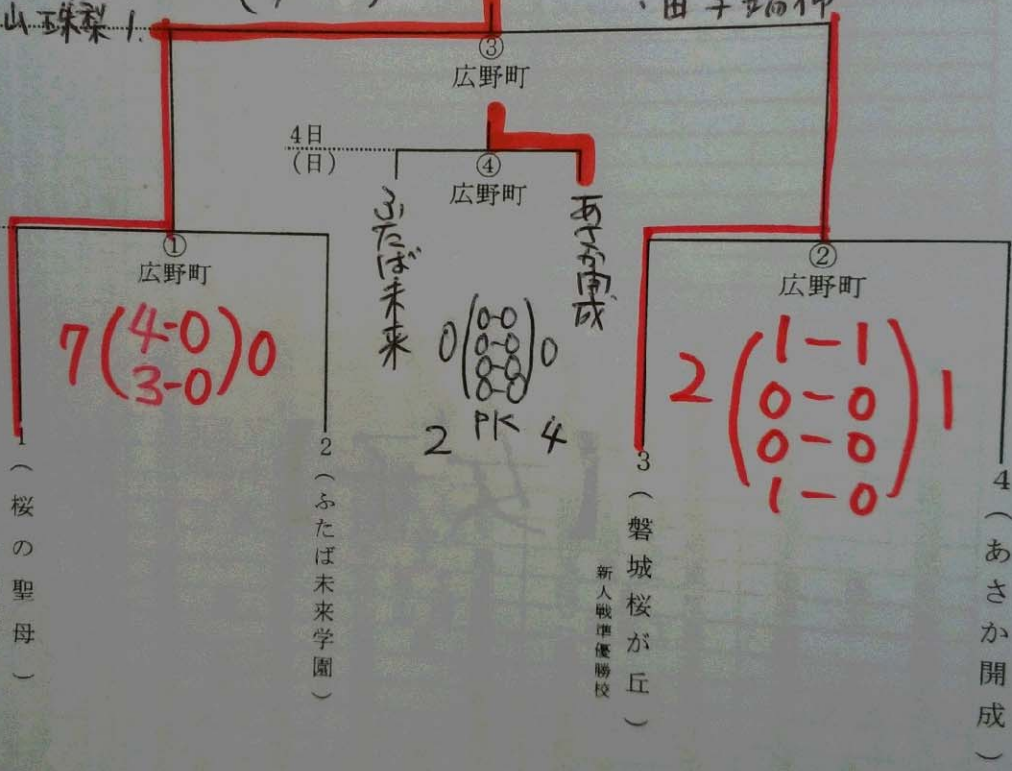 山 珠梨 1.
③
広野町
4日
(日)
④
広野町
ふたば未来
あさか開成
0 ( 0-0 ) 0
0-0
0-0
0-0
PK
2 4
①
広野町
7 ( 4-0 ) 0
3-0
②
広野町
2 ( 1-1 ) 1
0-0
0-0
1-0
1
(桜の聖母)
2
(ふたば未来学園)
3
(磐城桜が丘)
新人戦準優勝校
4
(あさか開成)